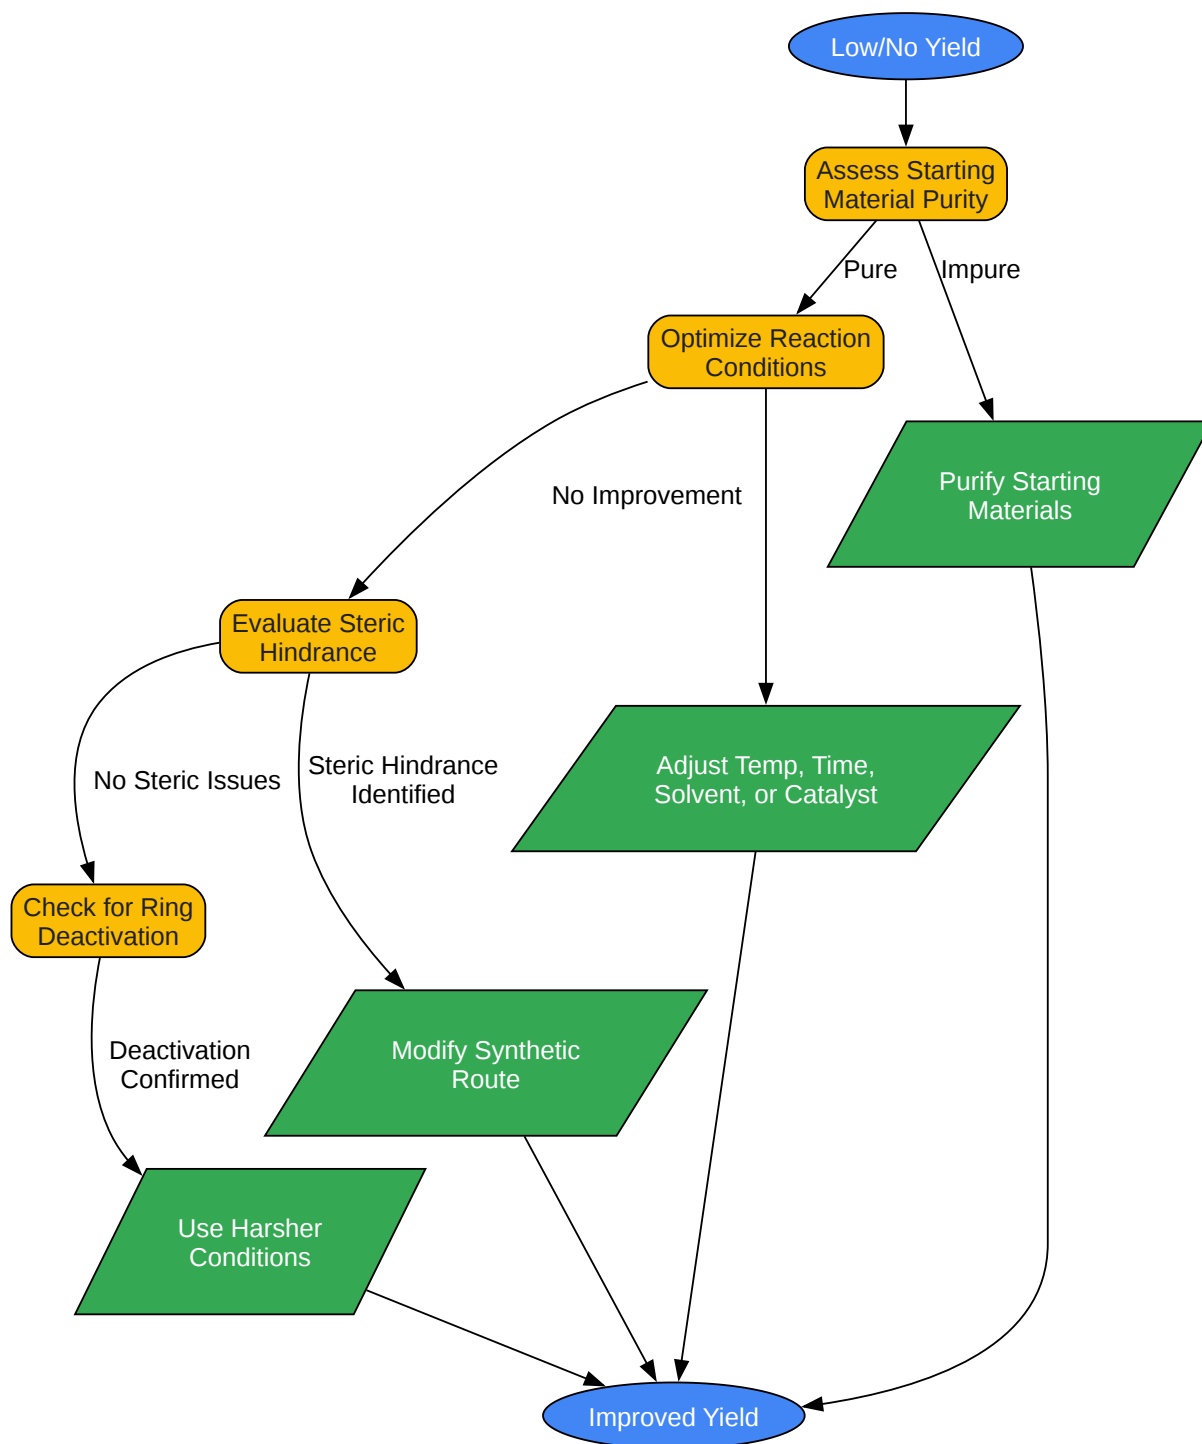 Low/No Yield
Assess Starting
Material Purity
Pure
Impure
Optimize Reaction
Conditions
Purify Starting
Materials
No Improvement
Evaluate Steric
Hindrance
Adjust Temp, Time,
Solvent, or Catalyst
No Steric Issues
Steric Hindrance
Identified
Check for Ring
Deactivation
Modify Synthetic
Route
Deactivation
Confirmed
Use Harsher
Conditions
Improved Yield